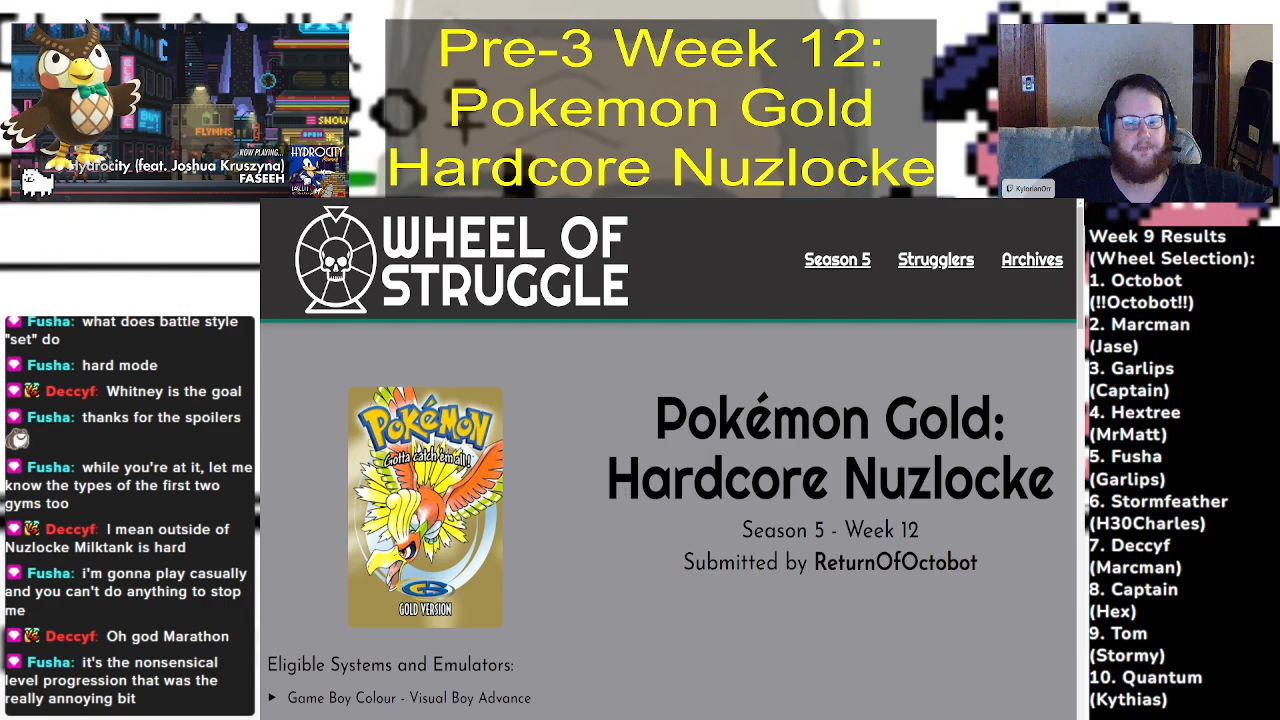 Pre-3 Week 12:
Pokemon Gold
Hardcore Nuzlocke
BUY
FLYNNS
SNOW
OPEN
NOW PLAYING...
Hydrocity (feat. Joshua Kruszyna)
FASEEH
HYDROCITY
KylorianOrr
WHEEL OF
STRUGGLE
Season 5
Strugglers
Archives
Pokémon
Gotta catch 'em all!
GOLD VERSION
Pokémon Gold:
Hardcore Nuzlocke
Season 5 - Week 12
Submitted by ReturnOfOctobot
Eligible Systems and Emulators:
Game Boy Colour - Visual Boy Advance
Fusha: what does battle style
"set" do
Fusha: hard mode
Deccyf: Whitney is the goal
Fusha: thanks for the spoilers
Fusha: while you're at it, let me
know the types of the first two
gyms too
Deccyf: I mean outside of
Nuzlocke Milktank is hard
Fusha: i'm gonna play casually
and you can't do anything to stop
me
Deccyf: Oh god Marathon
Fusha: it's the nonsensical
level progression that was the
really annoying bit
Week 9 Results
(Wheel Selection):
1. Octobot
(!!Octobot!!)
2. Marcman
(Jase)
3. Garlips
(Captain)
4. Hextree
(MrMatt)
5. Fusha
(Garlips)
6. Stormfeather
(H30Charles)
7. Deccyf
(Marcman)
8. Captain
(Hex)
9. Tom
(Stormy)
10. Quantum
(Kythias)